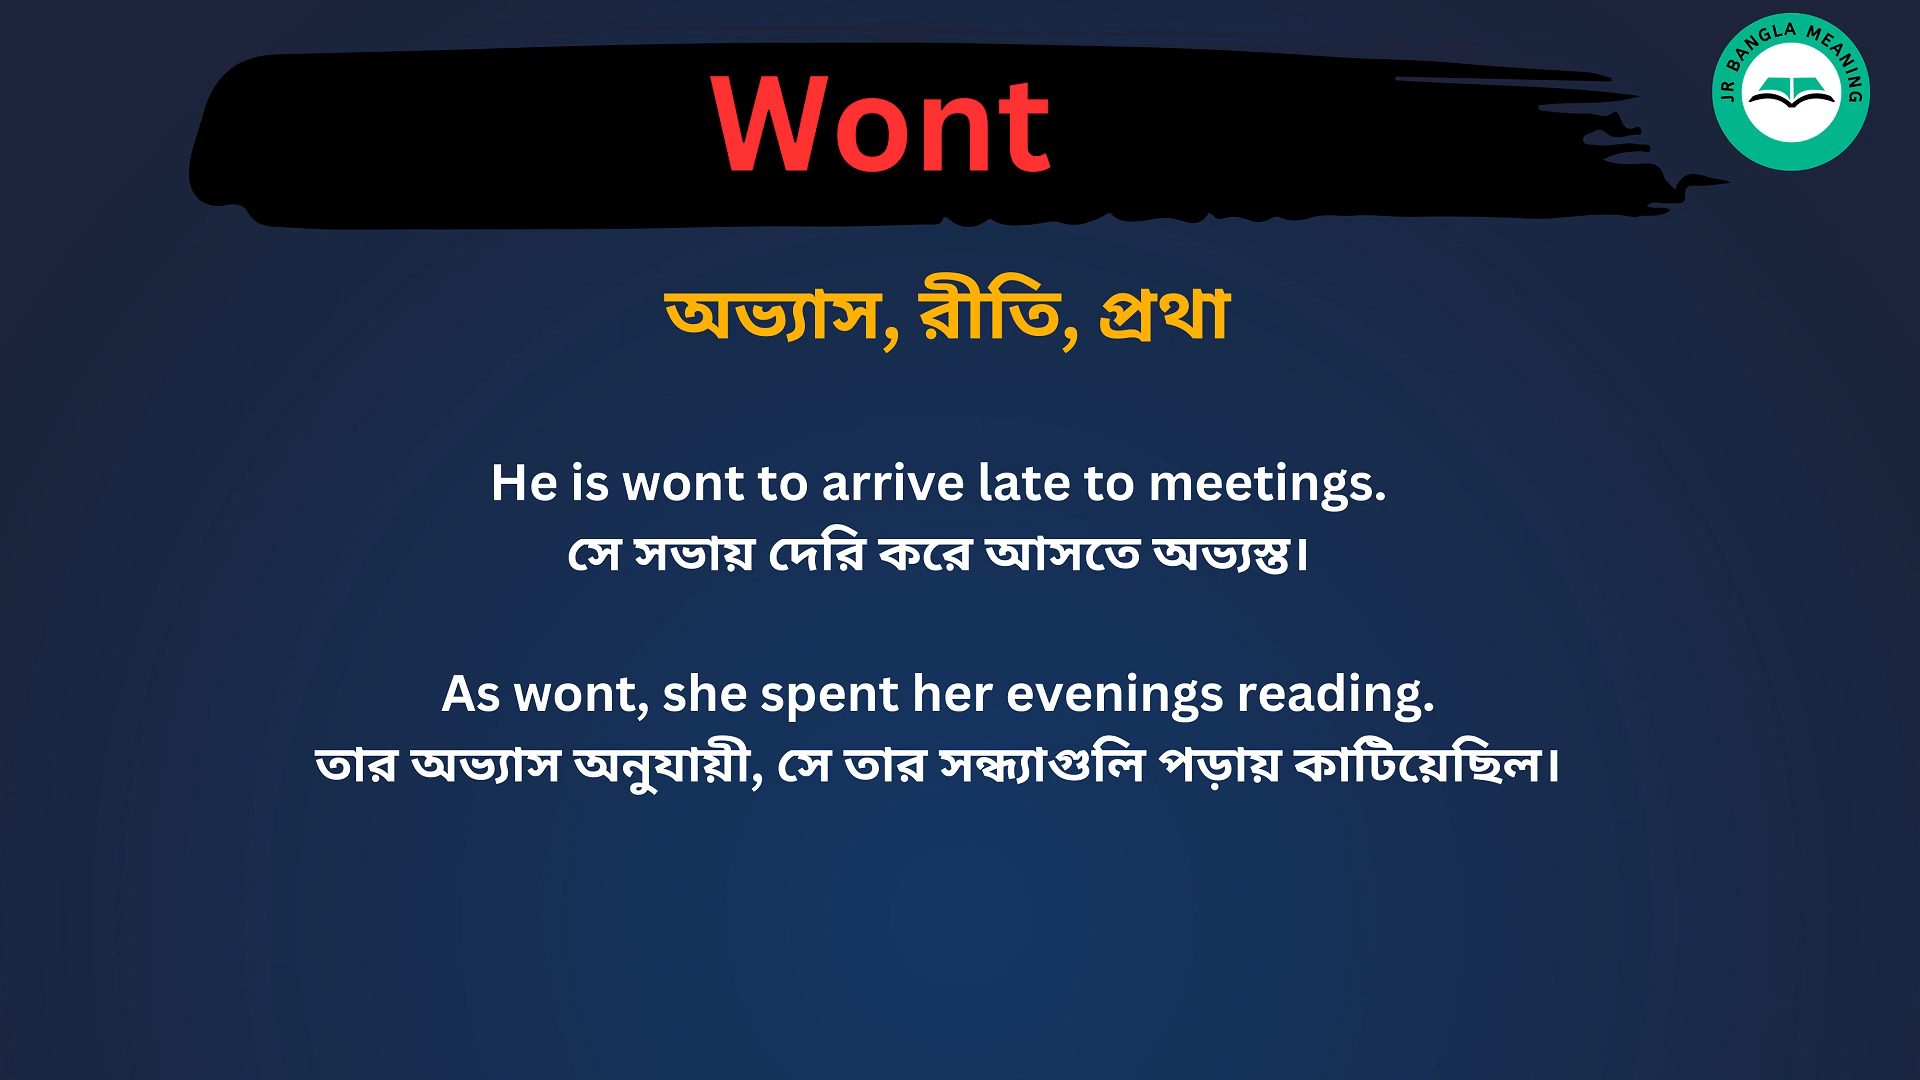 JR BANGLA MEANING
Wont
অভ্যাস, রীতি, প্রথা
He is wont to arrive late to meetings.
সে সভায় দেরি করে আসতে অভ্যস্ত।
As wont, she spent her evenings reading.
তার অভ্যাস অনুযায়ী, সে তার সন্ধ্যাগুলি পড়ায় কাটিয়েছিল।